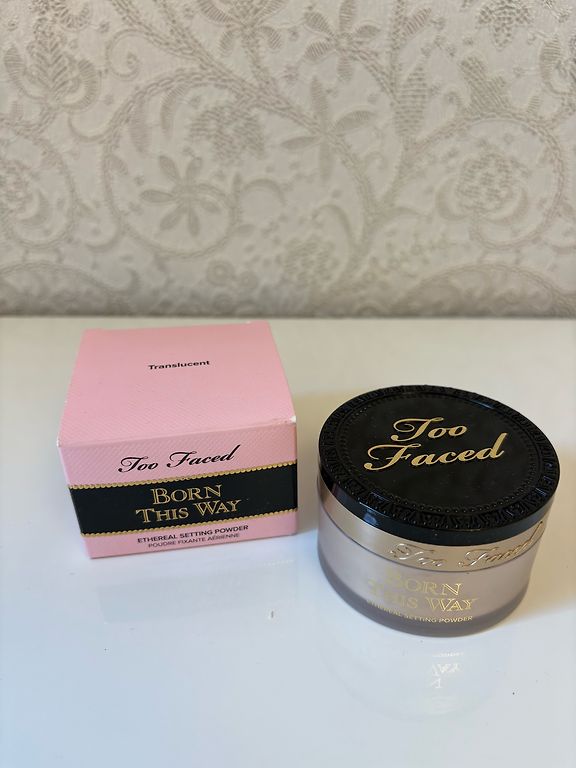 Translucent
Too Faced
BORN
THIS WAY
ETHEREAL SETTING POWDER
POUDRE FIXANTE AÉRIENNE
Too
Faced
Too Faced
BORN
THIS WAY
ETHEREAL SETTING POWDER